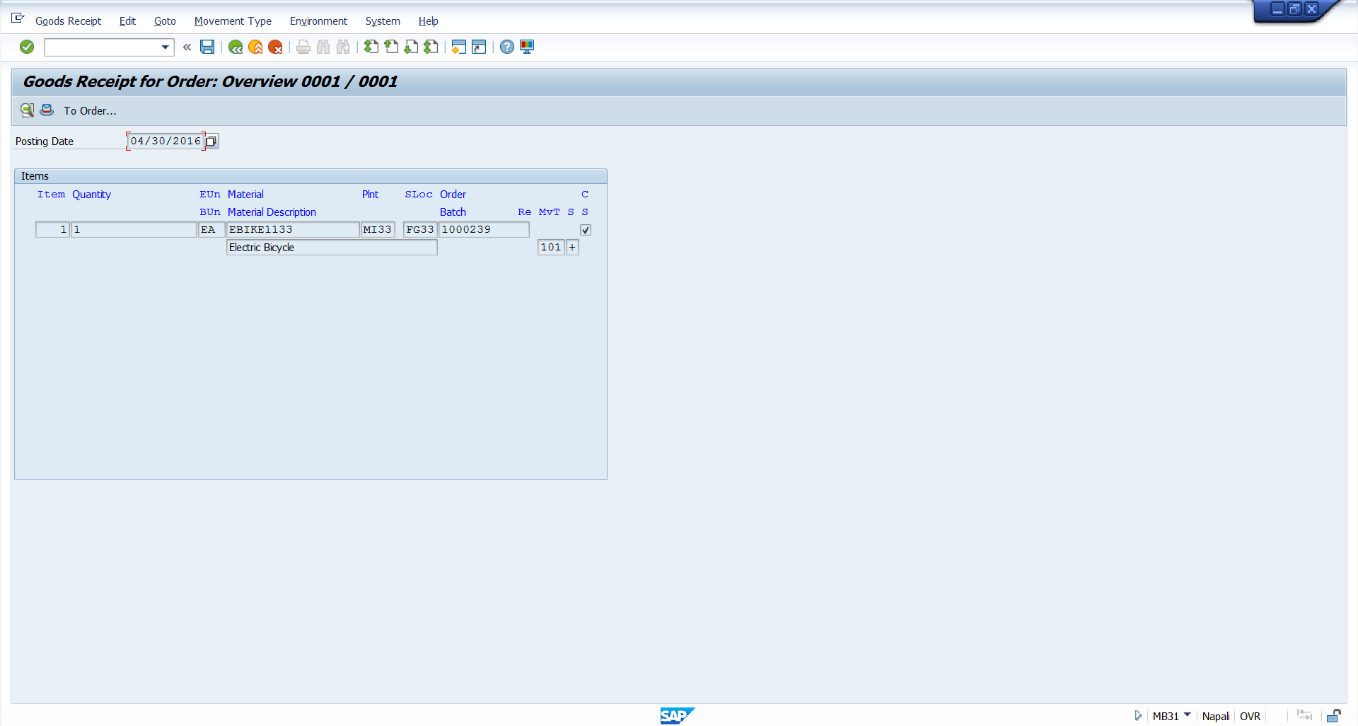 Goods Receipt Edit Goto Movement Type Environment System Help
Goods Receipt for Order: Overview 0001 / 0001
To Order...
Posting Date 04/30/2016
Items
Item Quantity EUn Material Plnt SLoc Order C
BUn Material Description Batch Re MvT S S
1 1 EA EBIKE1133 MI33 FG33 1000239
Electric Bicycle 101 +
SAP MB31 Napali OVR